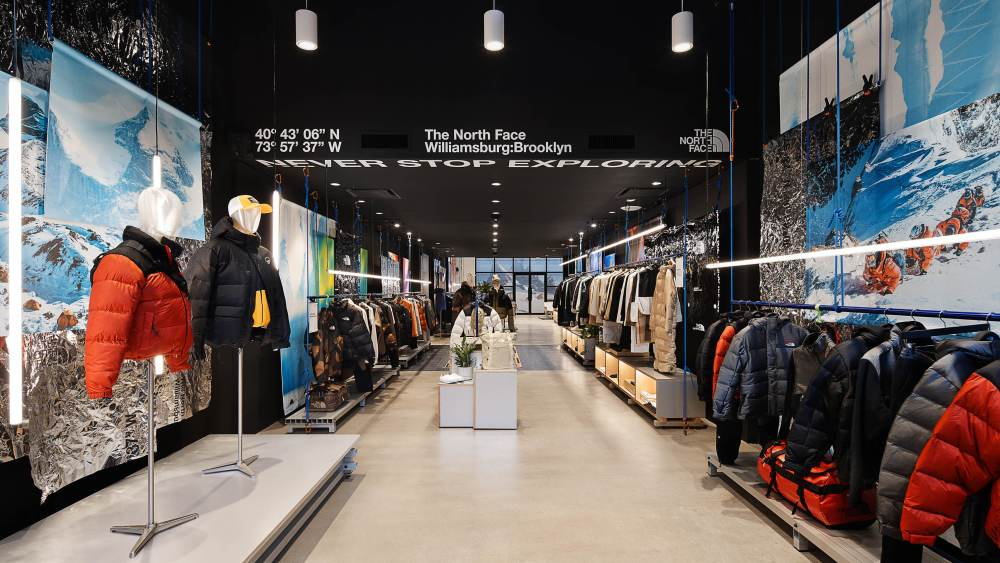 40° 43' 06” N
73° 57' 37” W
The North Face
Williamsburg:Brooklyn
THE
NORTH
FACE
NEVER STOP EXPLORING